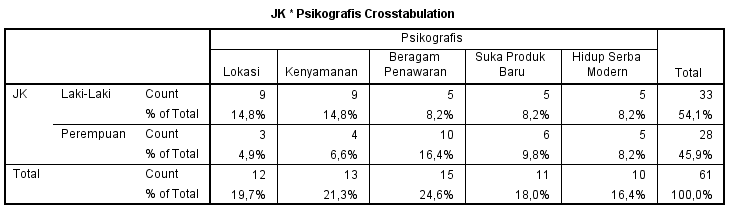 JK * Psikografis Crosstabulation
Psikografis
Lokasi Kenyamanan Beragam Penawaran Suka Produk Baru Hidup Serba Modern Total
JK Laki-Laki Count 9 9 5 5 5 33
% of Total 14,8% 14,8% 8,2% 8,2% 8,2% 54,1%
Perempuan Count 3 4 10 6 5 28
% of Total 4,9% 6,6% 16,4% 9,8% 8,2% 45,9%
Total Count 12 13 15 11 10 61
% of Total 19,7% 21,3% 24,6% 18,0% 16,4% 100,0%